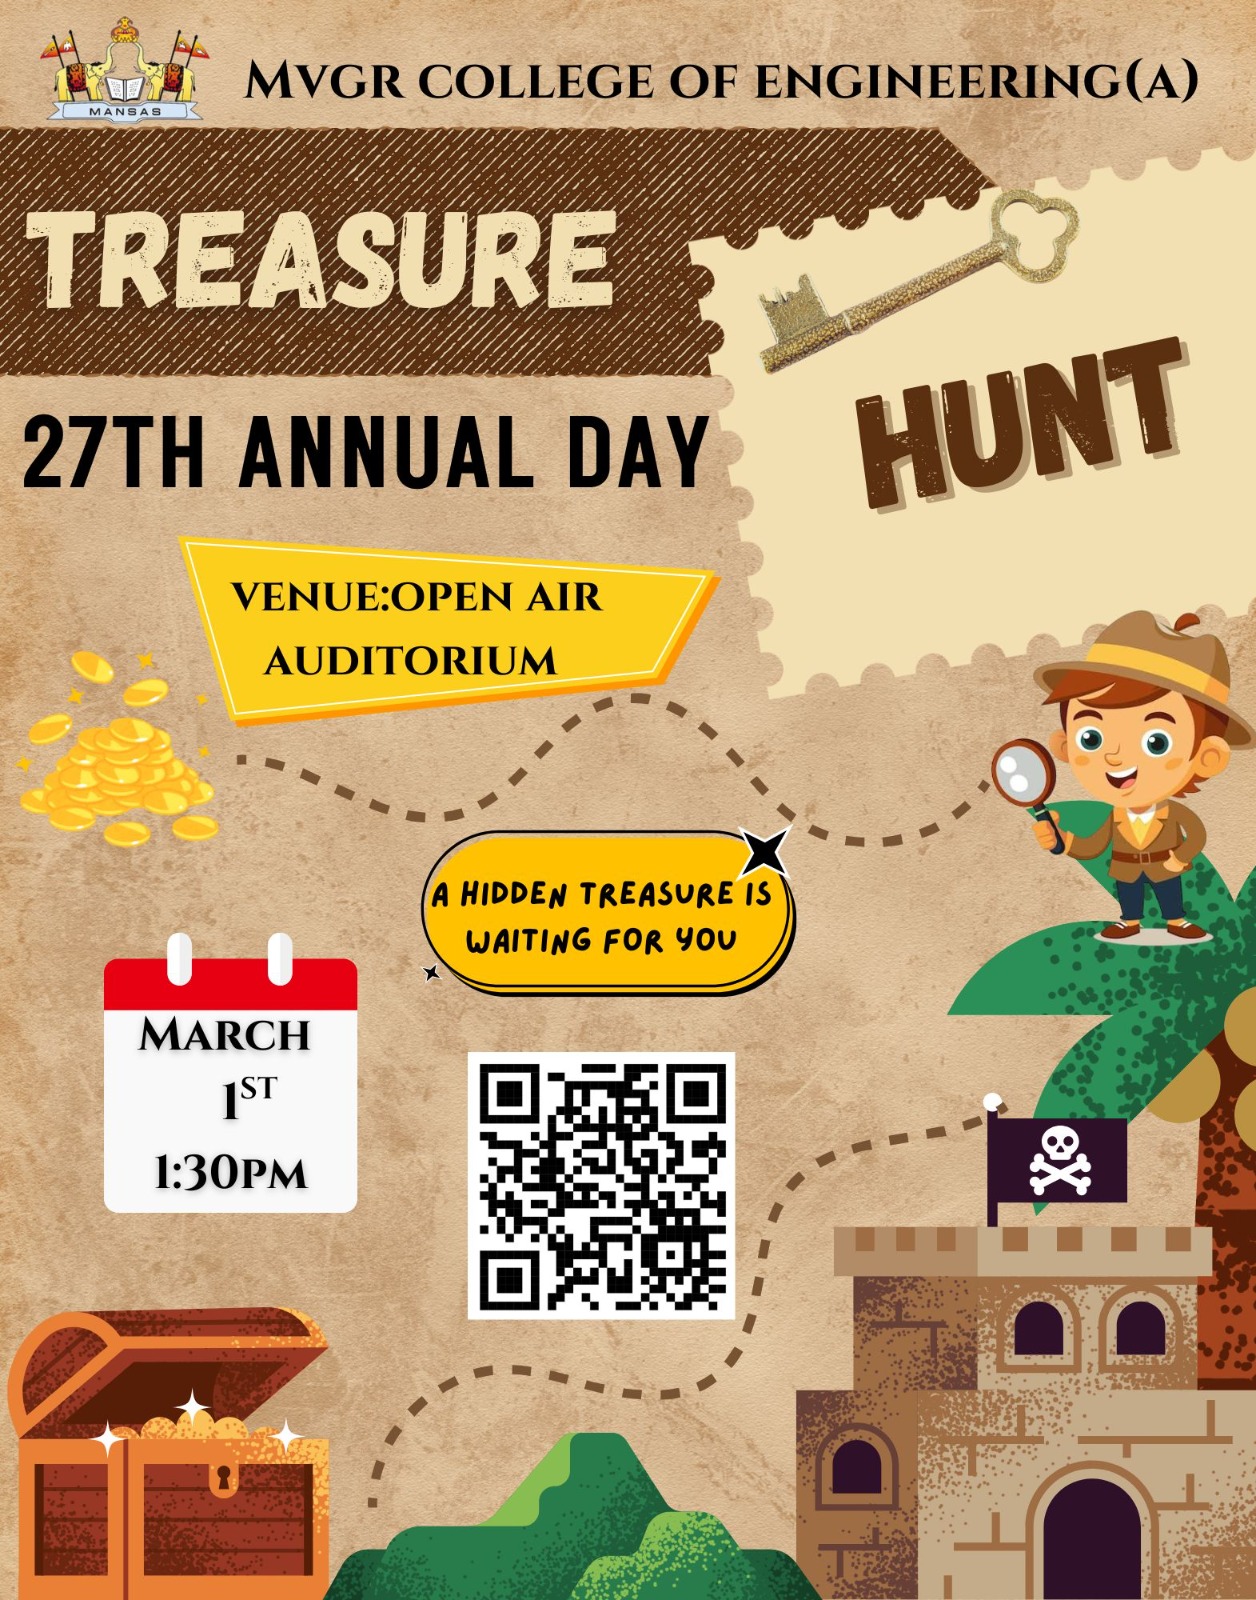 MANSAS
MVGR COLLEGE OF ENGINEERING(A)
TREASURE
HUNT
27TH ANNUAL DAY
VENUE:OPEN AIR
AUDITORIUM
A HIDDEN TREASURE IS
WAITING FOR YOU
MARCH
1ST
1:30PM